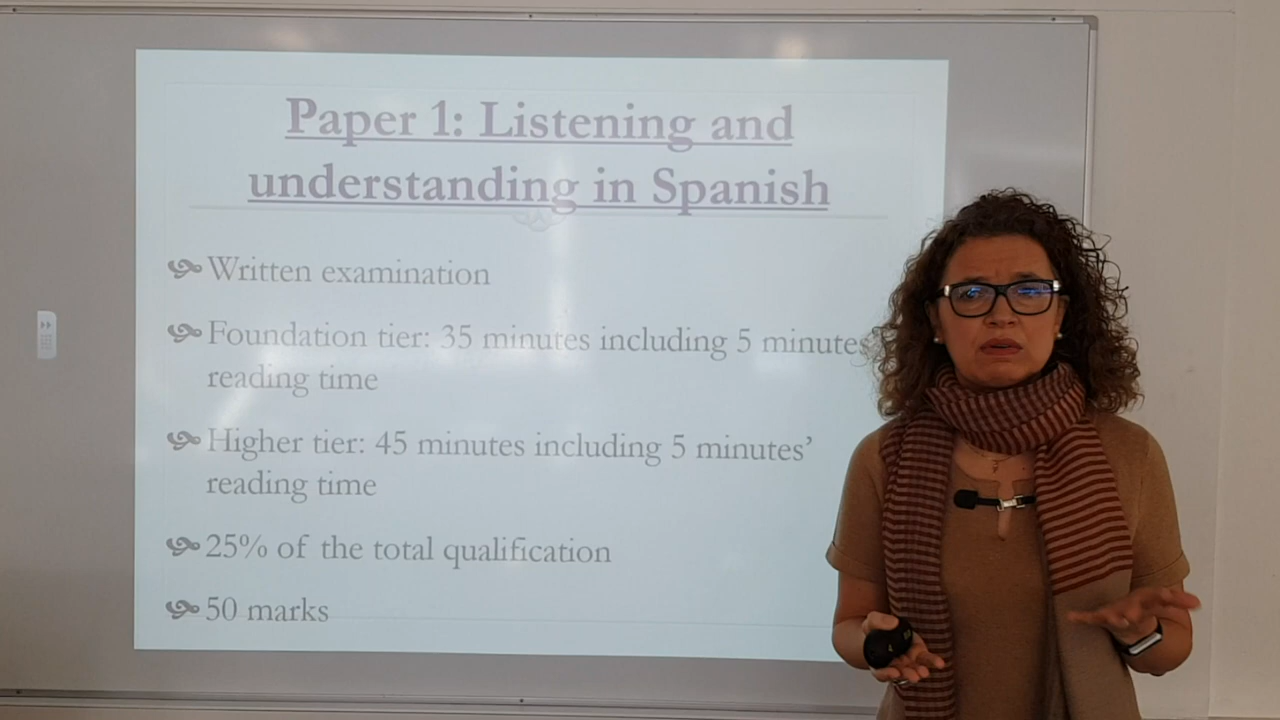 Paper 1: Listening and
understanding in Spanish
Written examination
Foundation tier: 35 minutes including 5 minutes
reading time
Higher tier: 45 minutes including 5 minutes’
reading time
25% of the total qualification
50 marks